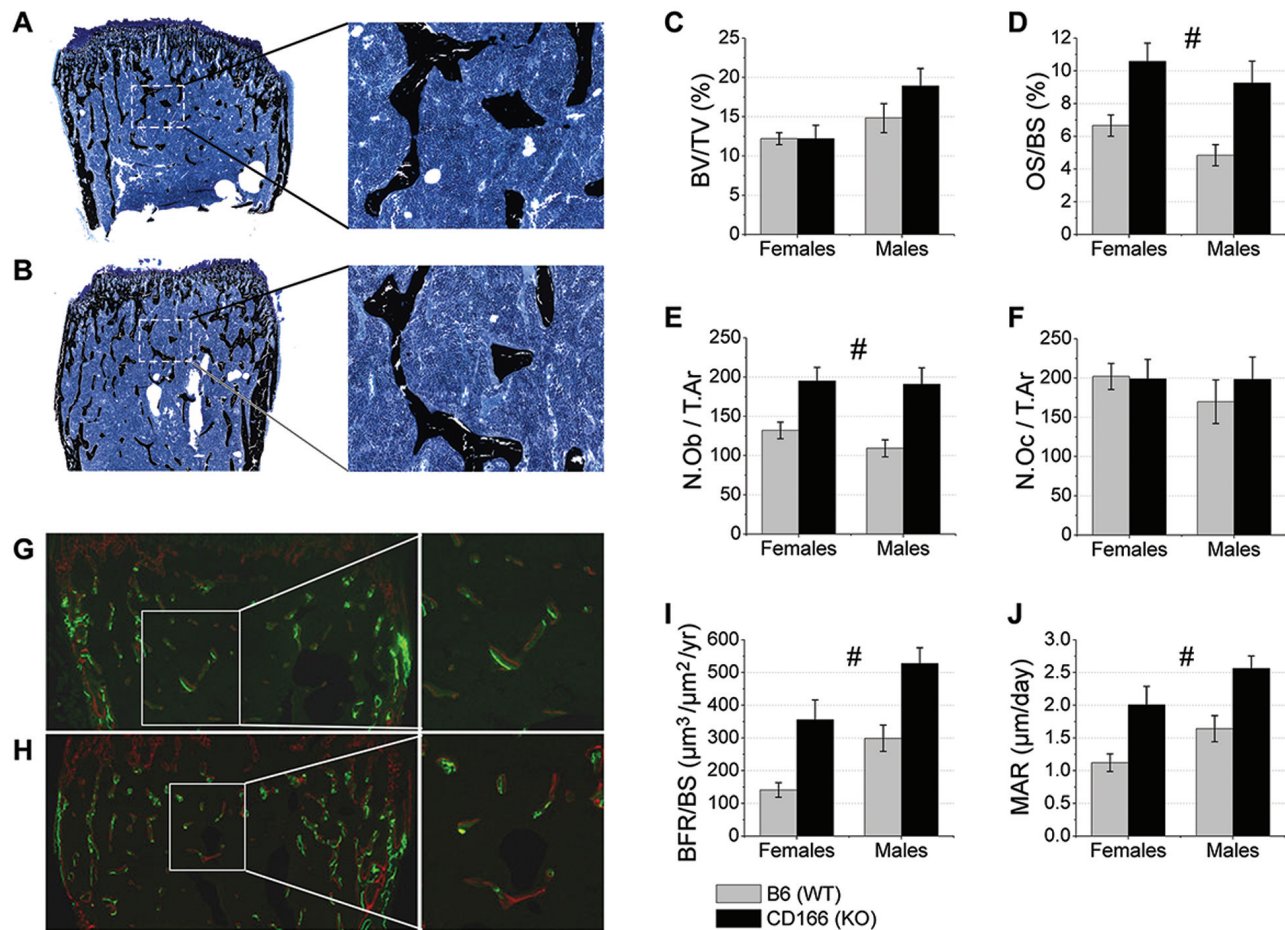 A
B
C
BV/TV (%)
25
20
15
10
5
0
Females Males
D
#
OS/BS (%)
12
10
8
6
4
2
0
Females Males
E
#
N.Ob / T.Ar
250
200
150
100
50
0
Females Males
F
N.Oc / T.Ar
250
200
150
100
50
0
Females Males
G
H
I
#
BFR/BS (µm³/µm²/yr)
600
500
400
300
200
100
0
Females Males
J
#
MAR (µm/day)
3.0
2.5
2.0
1.5
1.0
0.5
0.0
Females Males
B6 (WT)
CD166 (KO)